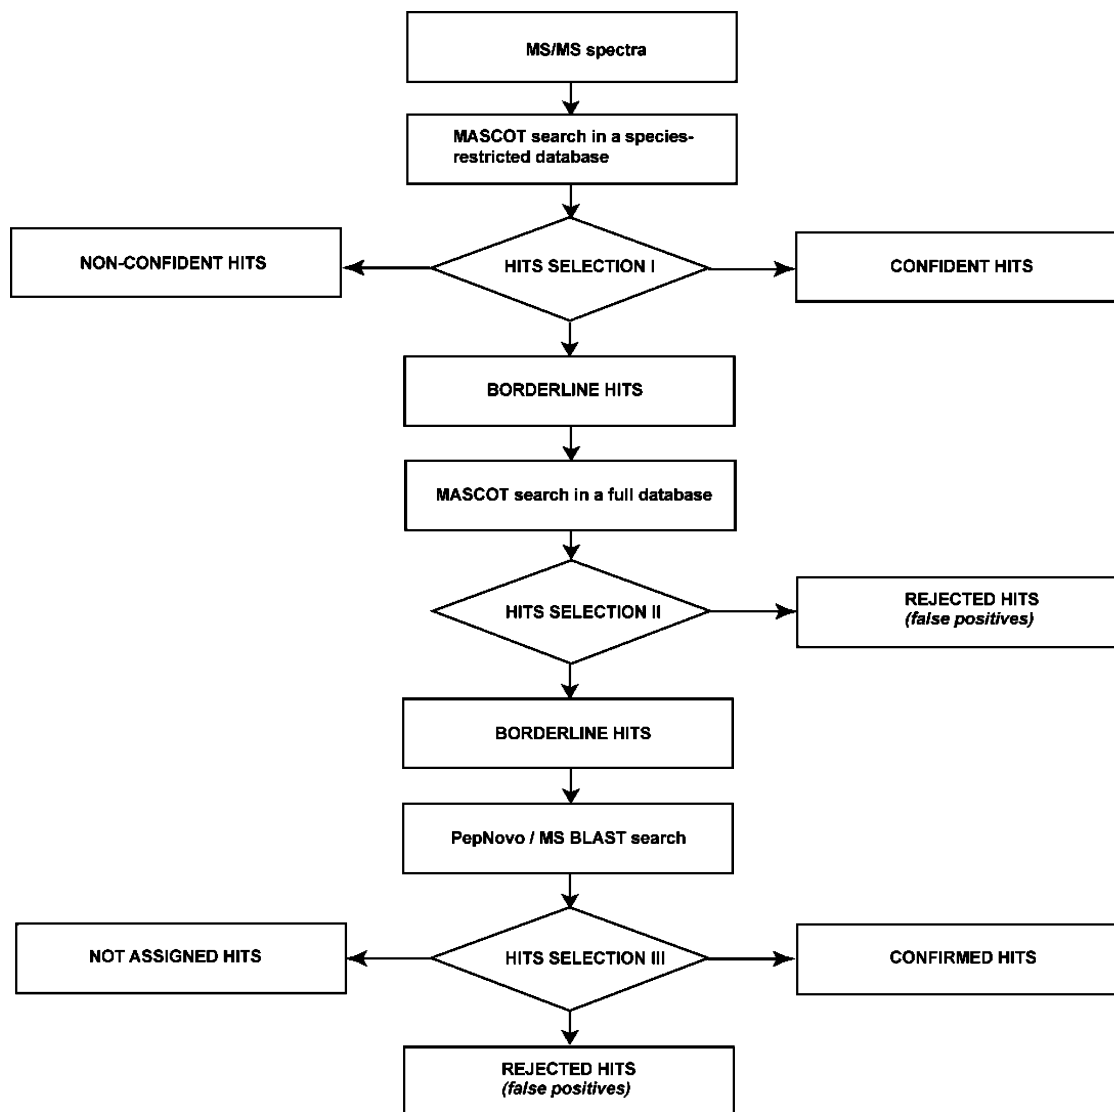 MS/MS spectra
MASCOT search in a species-
restricted database
NON-CONFIDENT HITS
HITS SELECTION I
CONFIDENT HITS
BORDERLINE HITS
MASCOT search in a full database
HITS SELECTION II
REJECTED HITS
(false positives)
BORDERLINE HITS
PepNovo / MS BLAST search
NOT ASSIGNED HITS
HITS SELECTION III
CONFIRMED HITS
REJECTED HITS
(false positives)